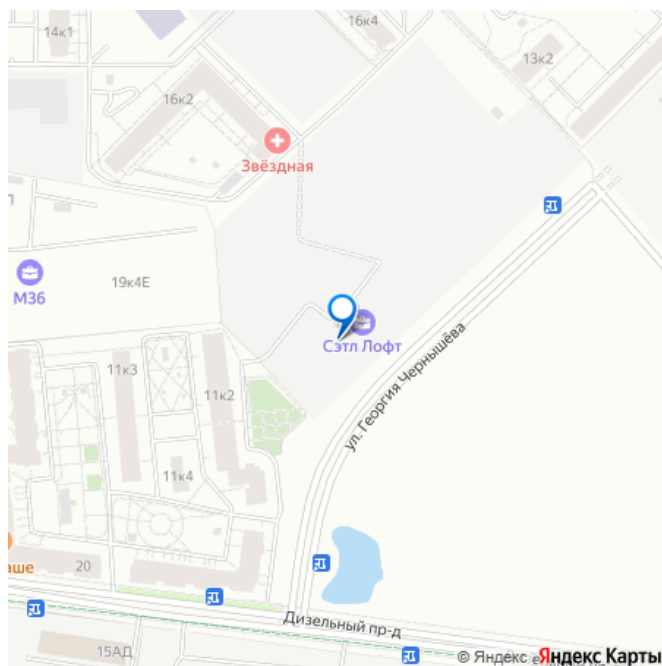 14к1
16к4
13к2
16к2
Звёздная
19к4Е
М36
Сэтл Лофт
ул. Георгия Чернышёва
11к3
11к2
11к4
20
Дизельный пр-д
15АД
© Яндекс Яндекс Карты